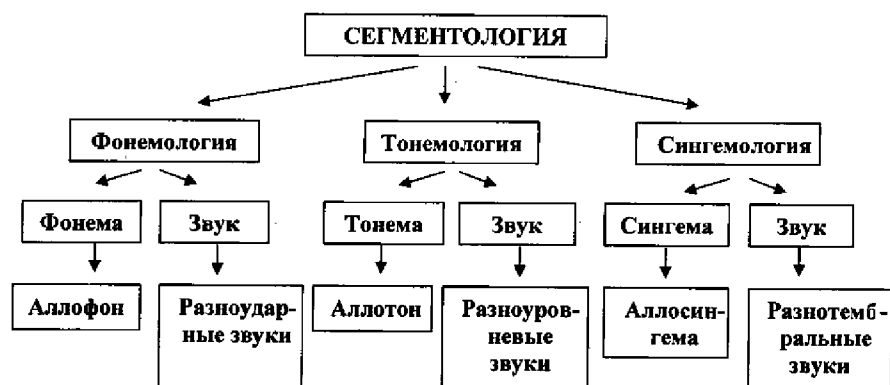 СЕГМЕНТОЛОГИЯ
Фонемология
Тонемология
Сингемология
Фонема
Звук
Тонема
Звук
Сингема
Звук
Аллофон
Разноудар-
ные звуки
Аллотон
Разноуров-
невые
звуки
Аллосин-
гема
Разнотемб-
ральные
звуки